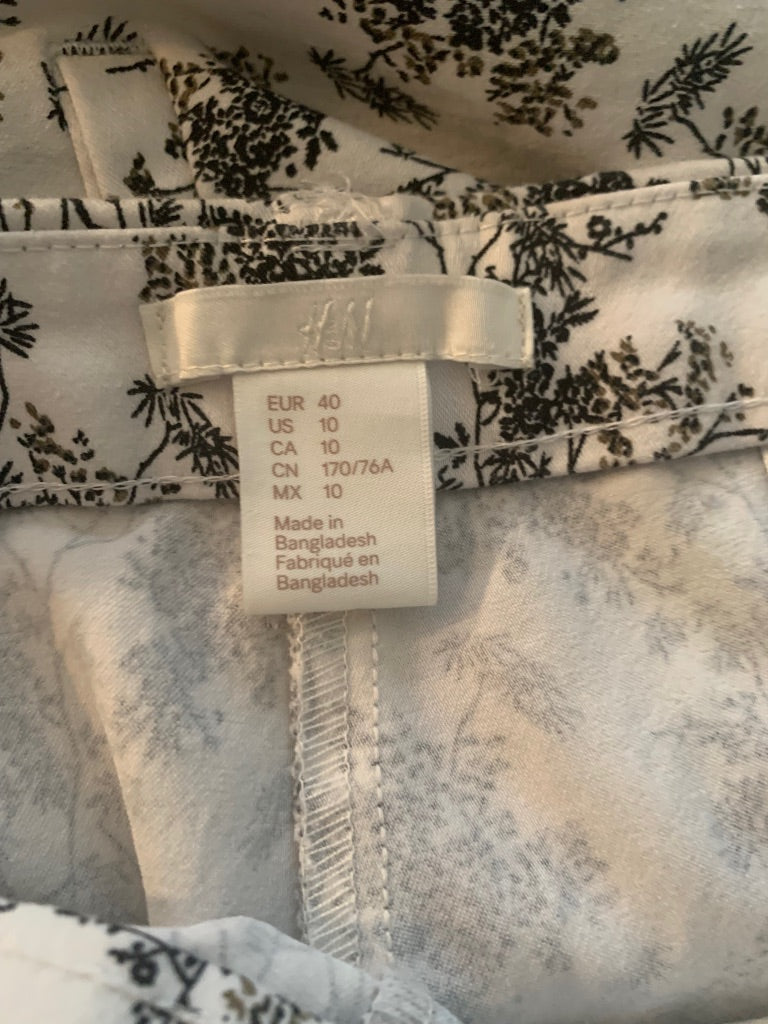 H&M
EUR 40
US 10
CA 10
CN 170/76A
MX 10
Made in
Bangladesh
Fabriqué en
Bangladesh